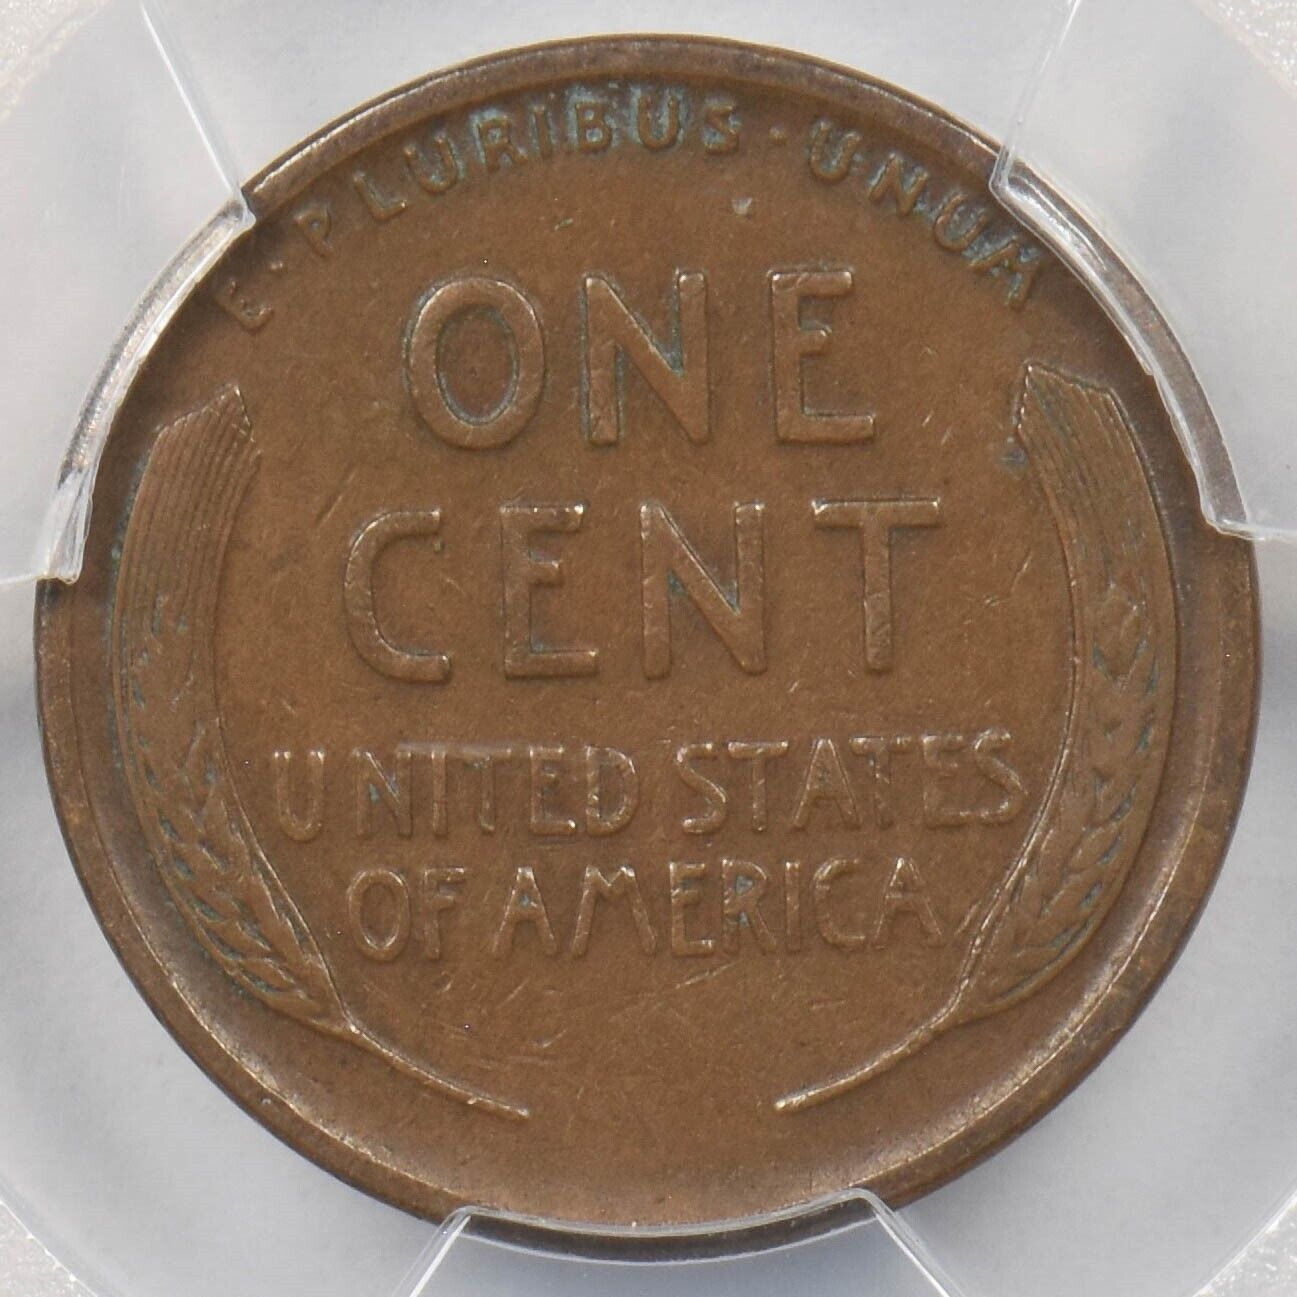 E·PLURIBUS·UNUM
ONE
CENT
UNITED STATES
OF AMERICA